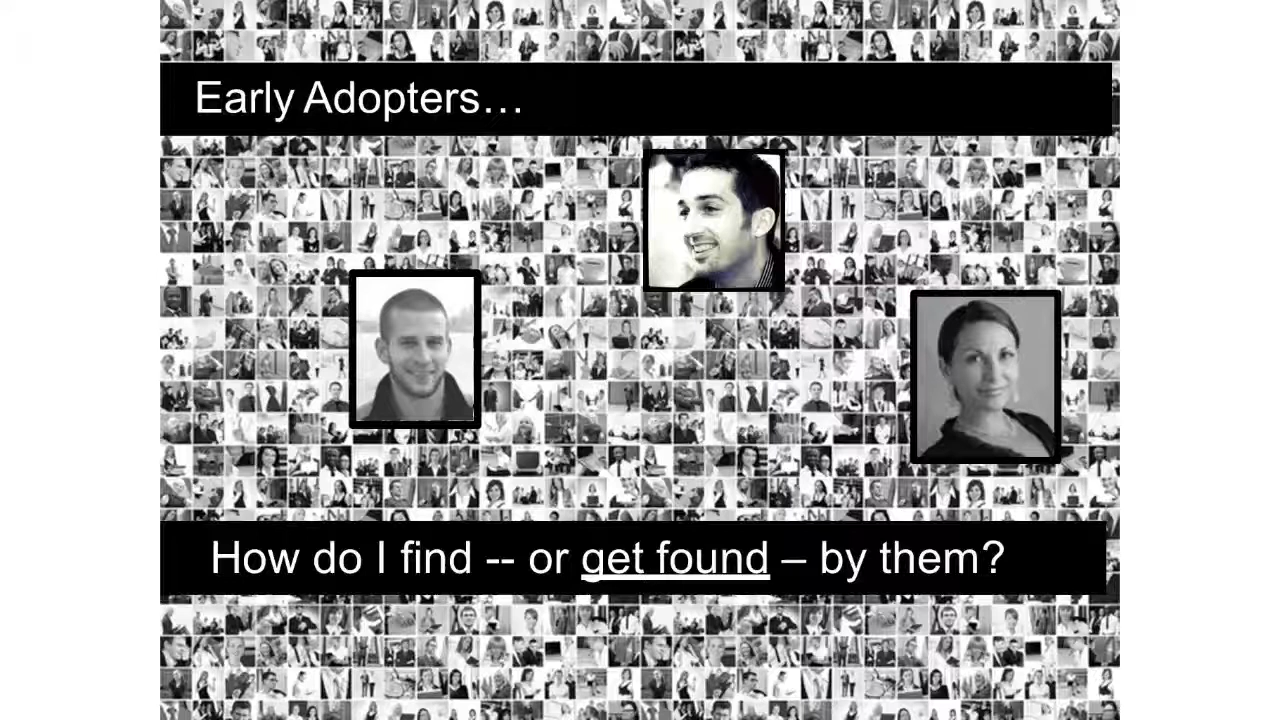 Early Adopters…
How do I find -- or get found – by them?